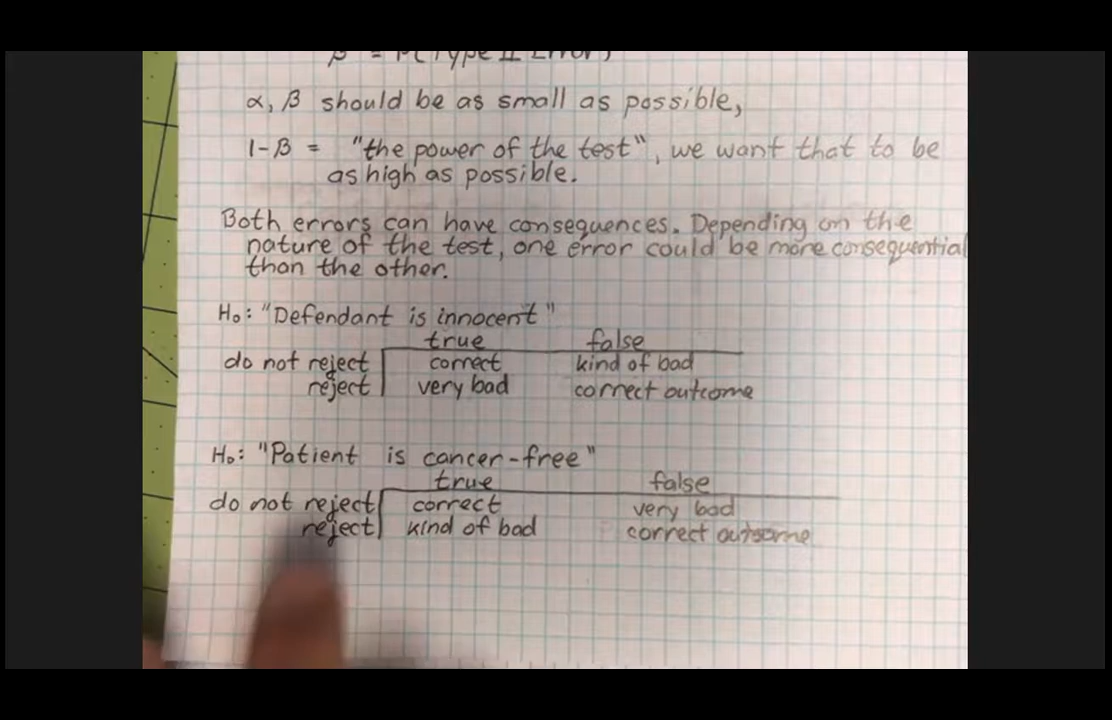 β = P(Type II Error)
α, β should be as small as possible,
1-β = "the power of the test", we want that to be
as high as possible.
Both errors can have consequences. Depending on the
nature of the test, one error could be more consequential
than the other.
H₀: "Defendant is innocent"
true false
do not reject correct kind of bad
reject very bad correct outcome
H₀: "Patient is cancer-free"
true false
do not reject correct very bad
reject kind of bad correct outcome